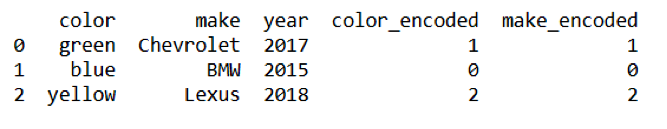 color make year color_encoded make_encoded
0 green Chevrolet 2017 1 1
1 blue BMW 2015 0 0
2 yellow Lexus 2018 2 2